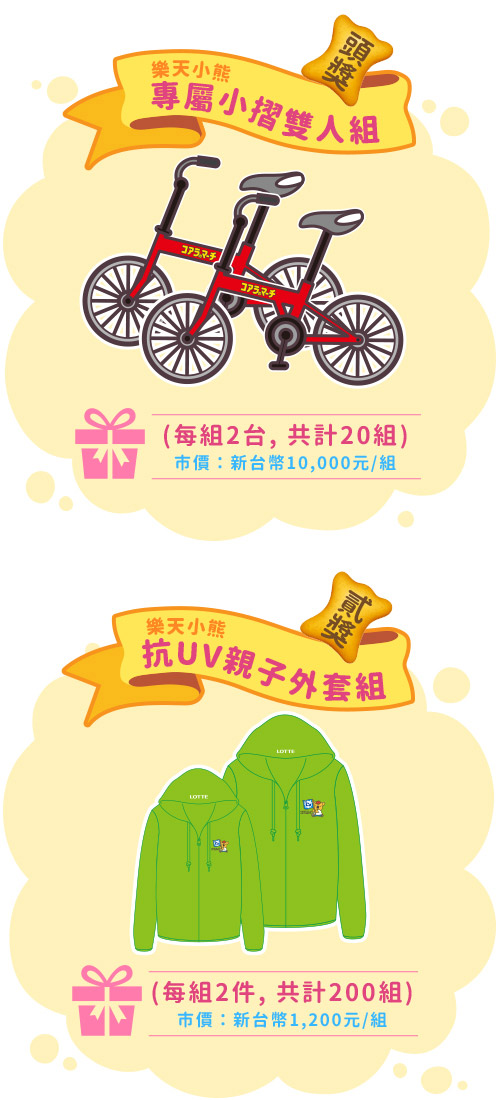 頭獎
樂天小熊
專屬小摺雙人組
コアラのマーチ
コアラのマーチ
(每組2台, 共計20組)
市價：新台幣10,000元/組
貳獎
樂天小熊
抗UV親子外套組
LOTTE
LOTTE
(每組2件, 共計200組)
市價：新台幣1,200元/組